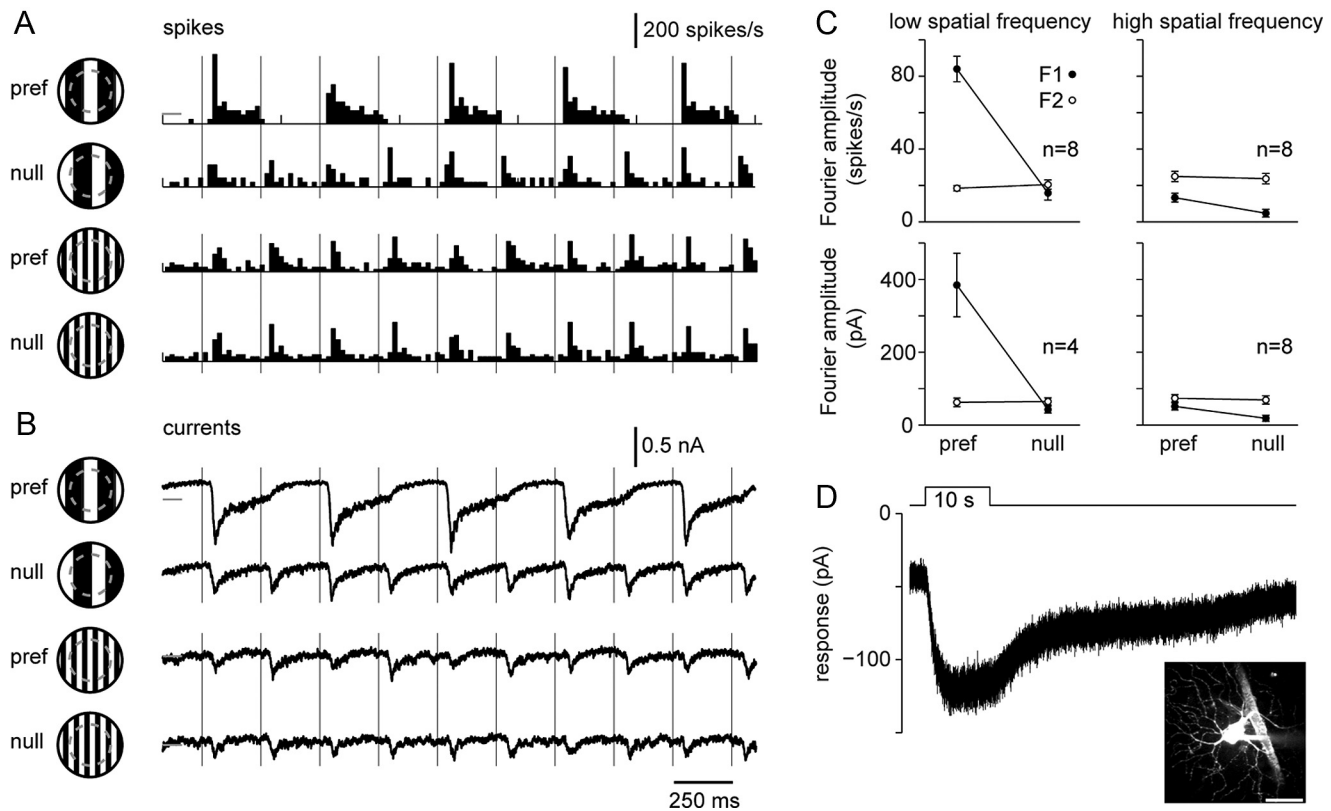 A
spikes
200 spikes/s
pref
null
pref
null
B
currents
0.5 nA
pref
null
pref
null
250 ms
C
low spatial frequency
high spatial frequency
Fourier amplitude
(spikes/s)
80
40
0
F1
F2
n=8
n=8
Fourier amplitude
(pA)
400
200
0
n=4
n=8
pref
null
pref
null
D
10 s
response (pA)
0
−100